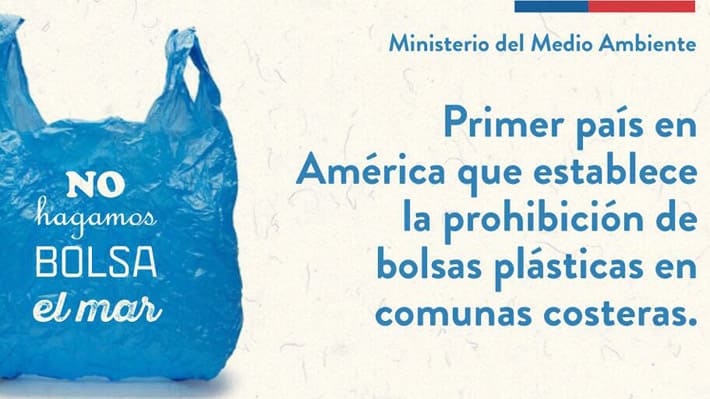 Ministerio del Medio Ambiente
Primer país en
América que establece
la prohibición de
bolsas plásticas en
comunas costeras.
NO
hagamos
BOLSA
el mar